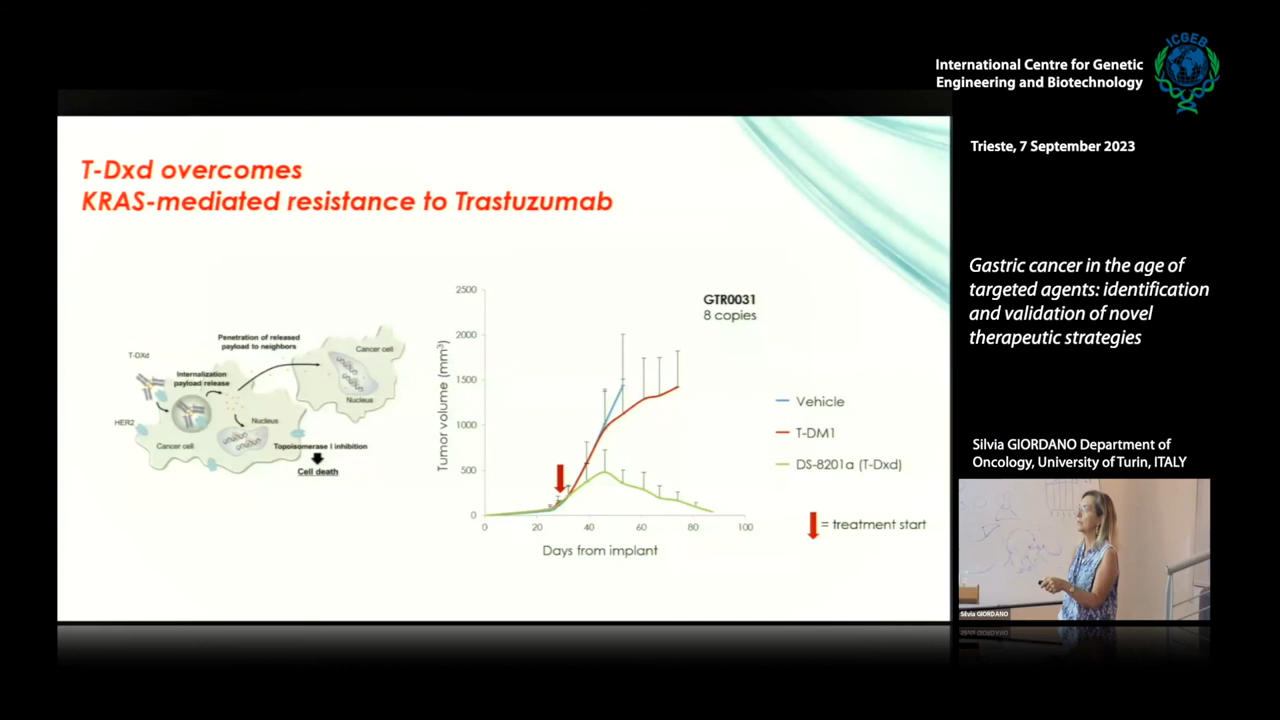 ICGEB
International Centre for Genetic
Engineering and Biotechnology
Trieste, 7 September 2023
T-Dxd overcomes
KRAS-mediated resistance to Trastuzumab
Gastric cancer in the age of
targeted agents: identification
and validation of novel
therapeutic strategies
Penetration of released
payload to neighbors
Cancer cell
T-DXd
Internalization
payload release
Nucleus
HER2
Nucleus
Cancer cell
Topoisomerase I inhibition
Cell death
Tumor volume (mm³)
2500
2000
1500
1000
500
0
0
20
40
60
80
100
Days from implant
GTR0031
8 copies
Vehicle
T-DM1
DS-8201a (T-Dxd)
= treatment start
Silvia GIORDANO Department of
Oncology, University of Turin, ITALY
Silvia GIORDANO